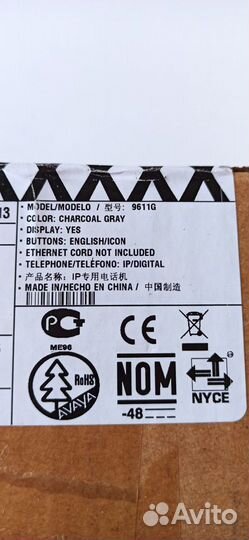 13
• MODEL/MODELO / 型号: 9611G
• COLOR: CHARCOAL GRAY
• DISPLAY: YES
• BUTTONS: ENGLISH/ICON
• ETHERNET CORD NOT INCLUDED
• TELEPHONE/TELÉFONO: IP/DIGITAL
• 产品名称: IP专用电话机
• MADE IN/HECHO EN CHINA / 中国制造
ME96
CE
RoHS
AVAYA
NOM
-48-
NYCE
Avito